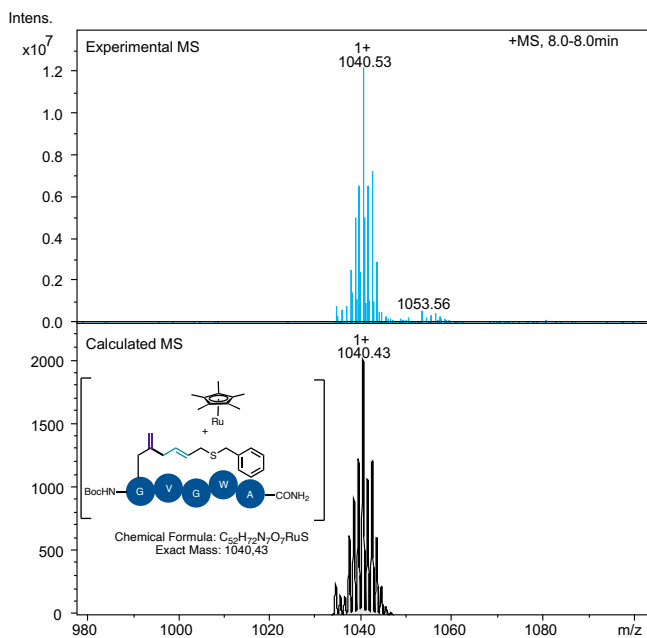 Intens.
x10⁷
Experimental MS
1+
1040.53
+MS, 8.0-8.0min
1.2
1.0
0.8
0.6
0.4
0.2
0.0
1053.56
Calculated MS
1+
1040.43
2000
1500
1000
500
0
Ru
+
S
BocHN
G
V
G
W
A
CONH₂
Chemical Formula: C₅₂H₇₂N₇O₇RuS
Exact Mass: 1040,43
980
1000
1020
1040
1060
1080
m/z